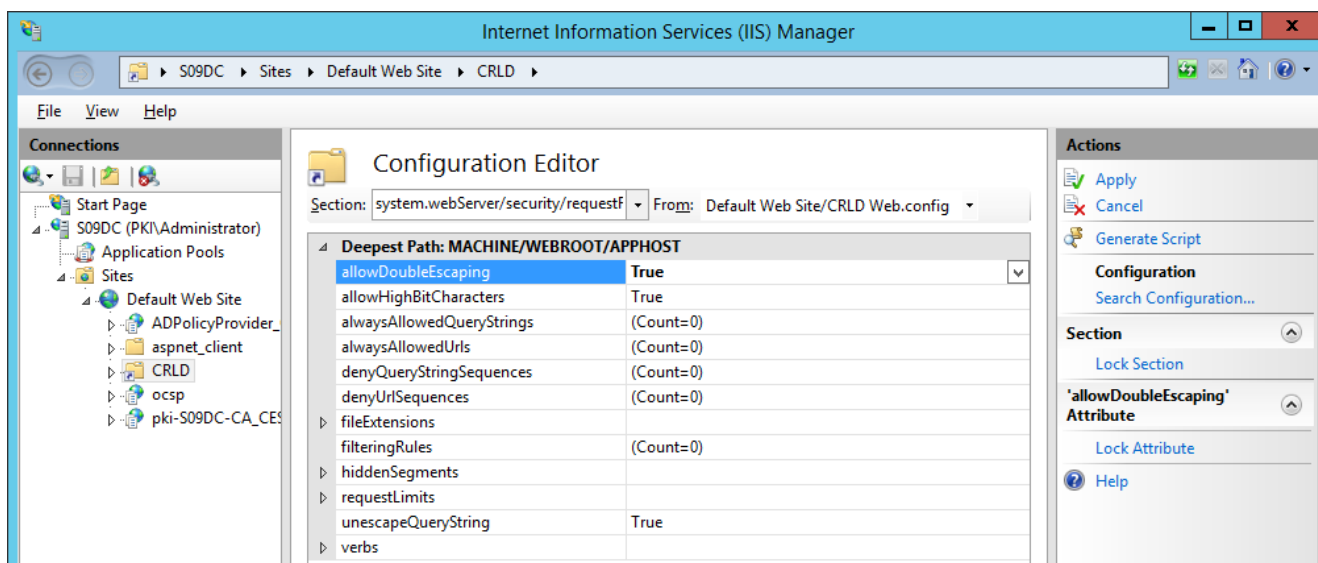 Internet Information Services (IIS) Manager
S09DC Sites Default Web Site CRLD
File View Help
Connections
Start Page
S09DC (PKI\Administrator)
Application Pools
Sites
Default Web Site
ADPolicyProvider_
aspnet_client
CRLD
ocsp
pki-S09DC-CA_CES
Configuration Editor
Section: system.webServer/security/requestF From: Default Web Site/CRLD Web.config
Deepest Path: MACHINE/WEBROOT/APPHOST
allowDoubleEscaping True
allowHighBitCharacters True
alwaysAllowedQueryStrings (Count=0)
alwaysAllowedUrls (Count=0)
denyQueryStringSequences (Count=0)
denyUrlSequences (Count=0)
fileExtensions
filteringRules (Count=0)
hiddenSegments
requestLimits
unescapeQueryString True
verbs
Actions
Apply
Cancel
Generate Script
Configuration
Search Configuration...
Section
Lock Section
'allowDoubleEscaping'
Attribute
Lock Attribute
Help